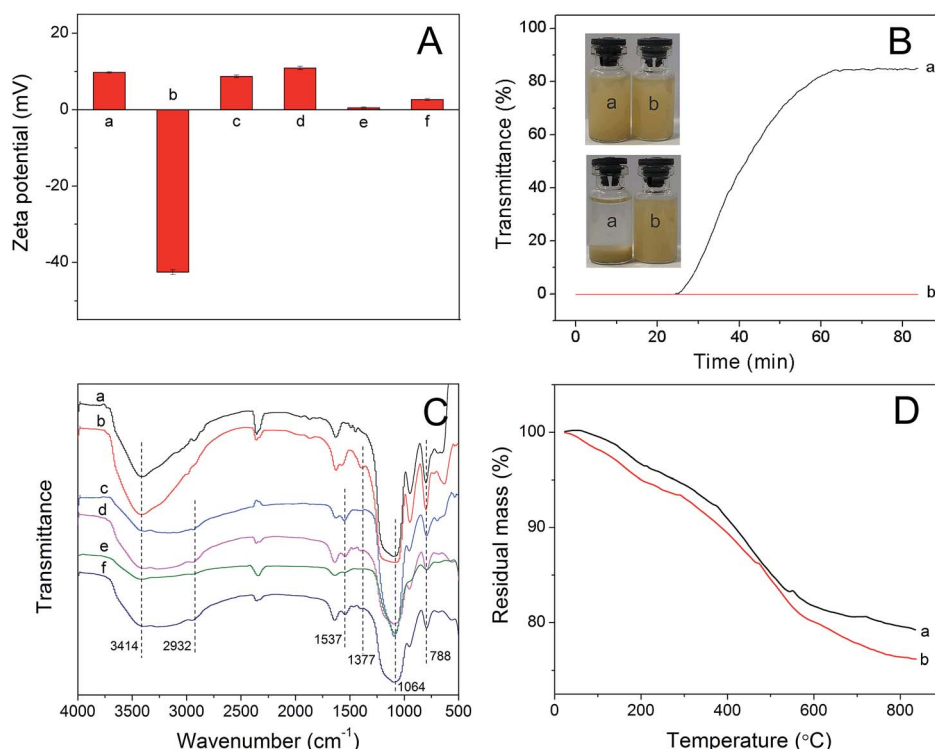 A
20
0
-20
-40
Zeta potential (mV)
a
b
c
d
e
f
B
100
80
60
40
20
0
Transmittance (%)
a
b
a
b
a
b
0
20
40
60
80
Time (min)
C
a
b
c
d
e
f
Transmittance
3414
2932
1537
1377
1064
788
4000
3500
3000
2500
2000
1500
1000
500
Wavenumber (cm⁻¹)
D
100
90
80
Residual mass (%)
a
b
0
200
400
600
800
Temperature (°C)